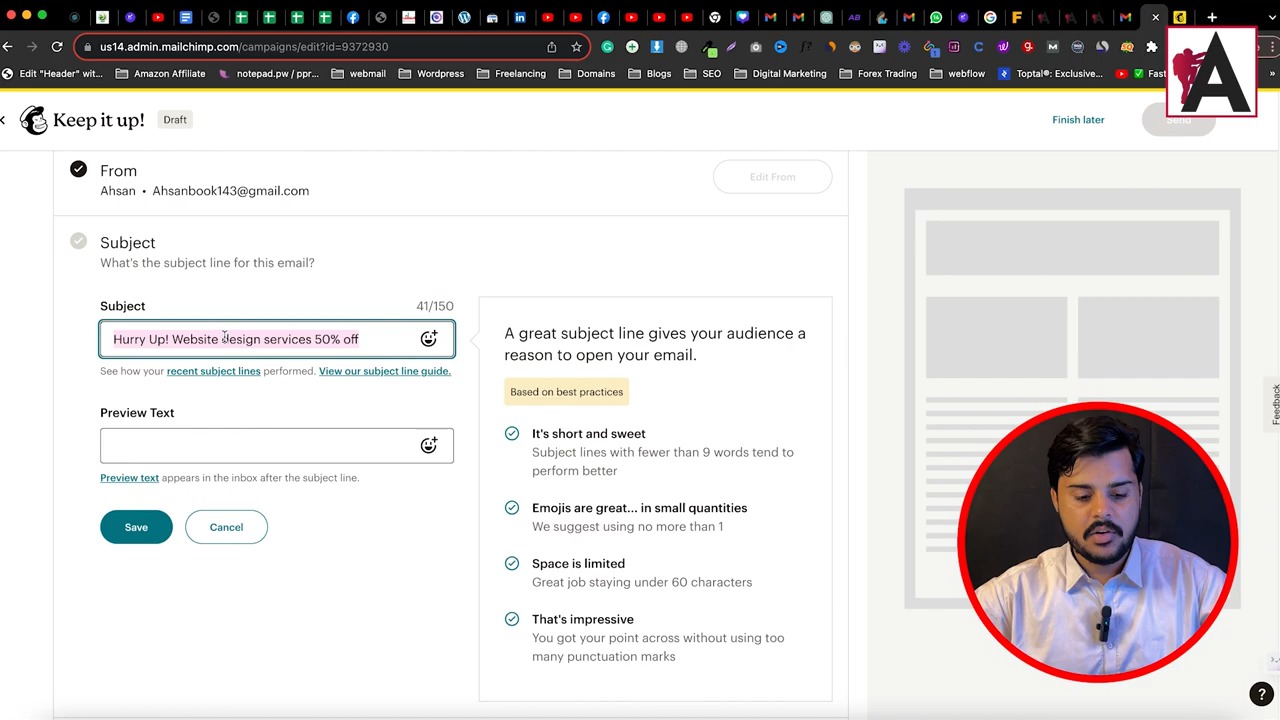 us14.admin.mailchimp.com/campaigns/edit?id=9372930
Edit "Header" wit...
Amazon Affiliate
notepad.pw / ppr...
webmail
Wordpress
Freelancing
Domains
Blogs
SEO
Digital Marketing
Forex Trading
webflow
Toptal®: Exclusive...
A
Keep it up!
Draft
Finish later
Send
From
Ahsan • Ahsanbook143@gmail.com
Edit From
Subject
What's the subject line for this email?
Subject
41/150
Hurry Up! Website design services 50% off
See how your recent subject lines performed. View our subject line guide.
Preview Text
Preview text appears in the inbox after the subject line.
Save
Cancel
A great subject line gives your audience a
reason to open your email.
Based on best practices
It's short and sweet
Subject lines with fewer than 9 words tend to
perform better
Emojis are great... in small quantities
We suggest using no more than 1
Space is limited
Great job staying under 60 characters
That's impressive
You got your point across without using too
many punctuation marks
Feedback
?